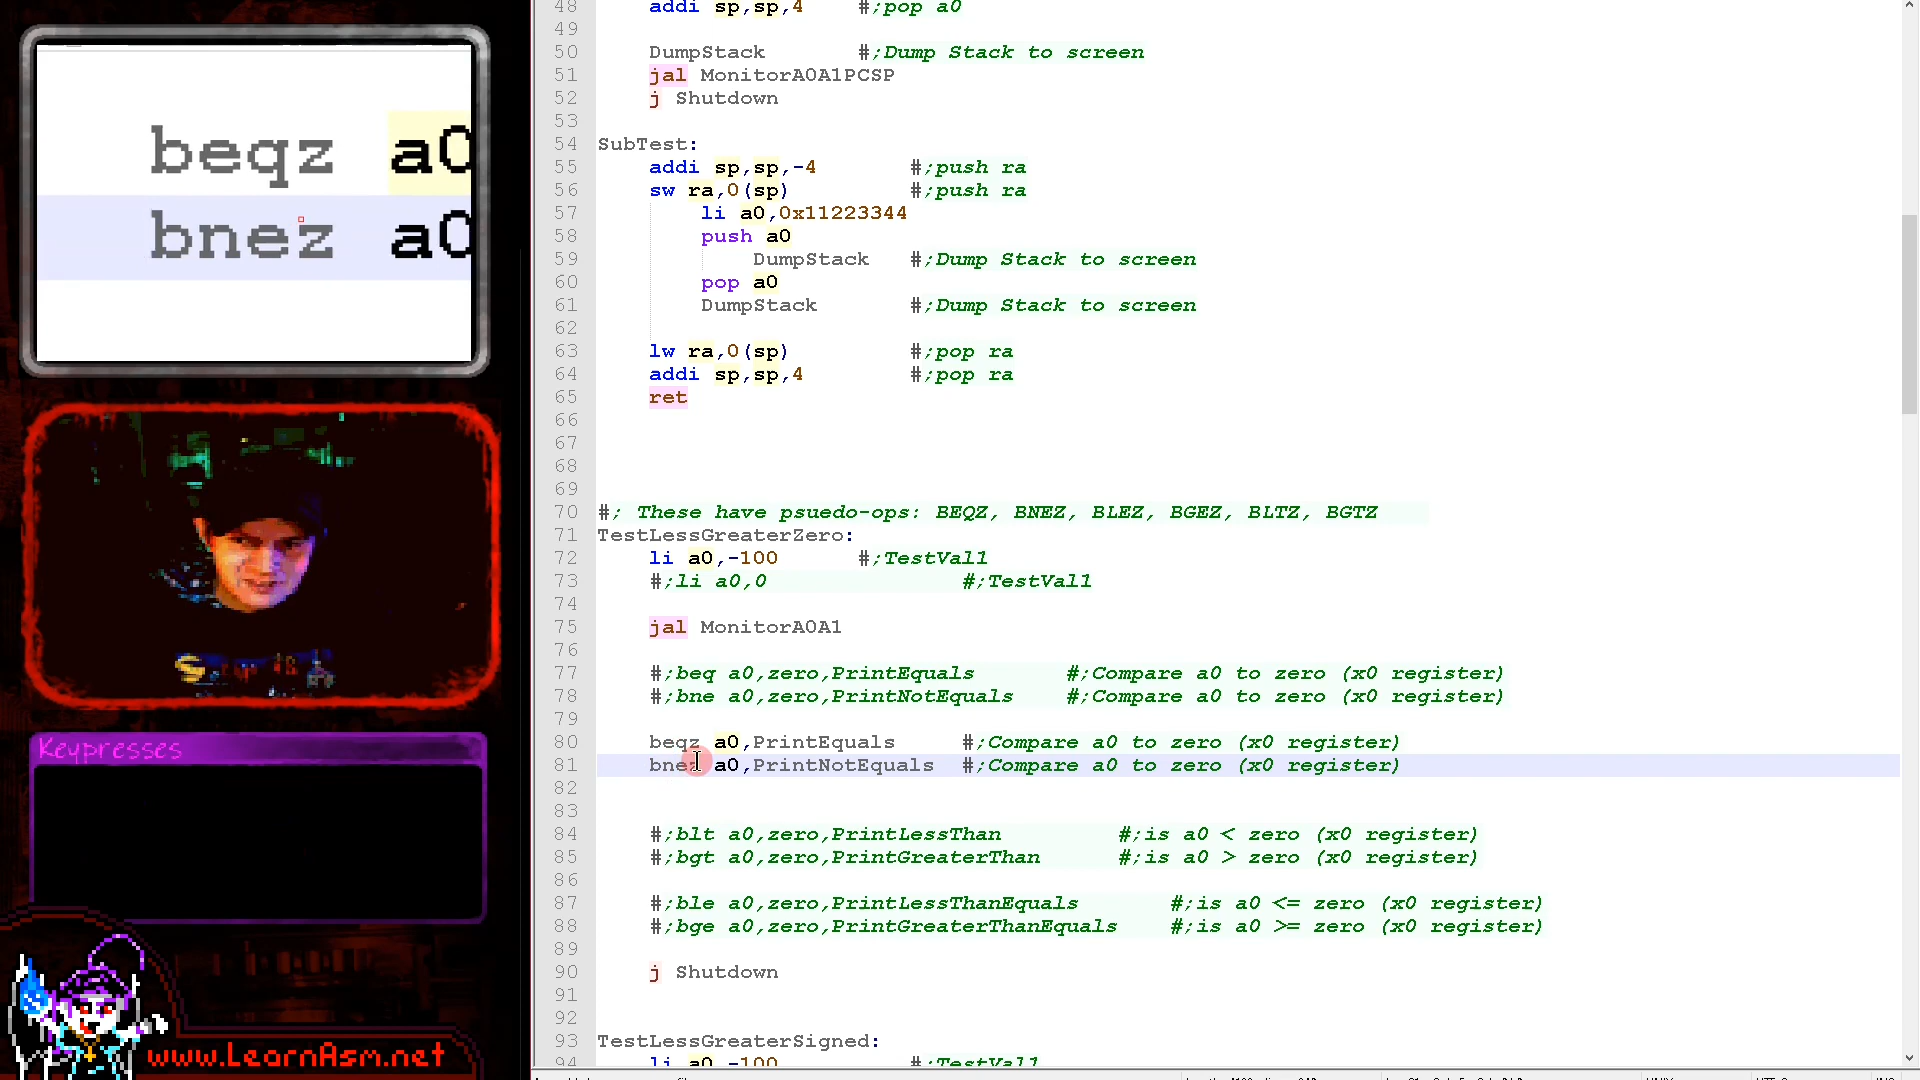 beqz a0
bnez a0
Keypresses
www.LearnAsm.net
48 addi sp,sp,4 #;pop a0
49
50 DumpStack #;Dump Stack to screen
51 jal MonitorA0A1PCSP
52 j Shutdown
53
54 SubTest:
55 addi sp,sp,-4 #;push ra
56 sw ra,0(sp) #;push ra
57 li a0,0x11223344
58 push a0
59 DumpStack #;Dump Stack to screen
60 pop a0
61 DumpStack #;Dump Stack to screen
62
63 lw ra,0(sp) #;pop ra
64 addi sp,sp,4 #;pop ra
65 ret
66
67
68
69
70 #; These have psuedo-ops: BEQZ, BNEZ, BLEZ, BGEZ, BLTZ, BGTZ
71 TestLessGreaterZero:
72 li a0,-100 #;TestVal1
73 #;li a0,0 #;TestVal1
74
75 jal MonitorA0A1
76
77 #;beq a0,zero,PrintEquals #;Compare a0 to zero (x0 register)
78 #;bne a0,zero,PrintNotEquals #;Compare a0 to zero (x0 register)
79
80 beqz a0,PrintEquals #;Compare a0 to zero (x0 register)
81 bnez a0,PrintNotEquals #;Compare a0 to zero (x0 register)
82
83
84 #;blt a0,zero,PrintLessThan #;is a0 < zero (x0 register)
85 #;bgt a0,zero,PrintGreaterThan #;is a0 > zero (x0 register)
86
87 #;ble a0,zero,PrintLessThanEquals #;is a0 <= zero (x0 register)
88 #;bge a0,zero,PrintGreaterThanEquals #;is a0 >= zero (x0 register)
89
90 j Shutdown
91
92
93 TestLessGreaterSigned:
94 li a0,-100 #;TestVal1